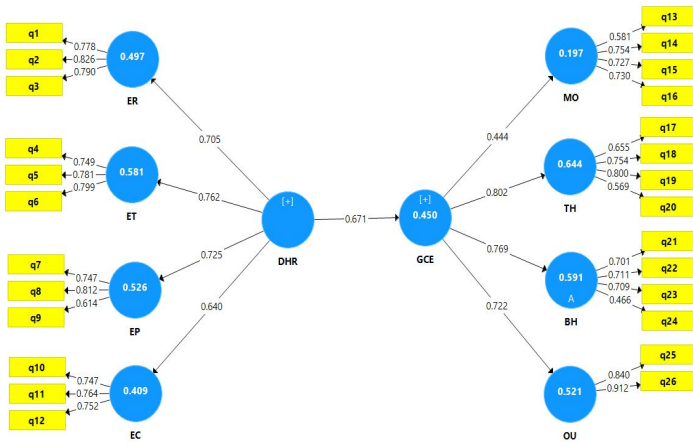 q1
q2
q3
0.778
0.826
0.790
0.497
ER
q4
q5
q6
0.749
0.781
0.799
0.581
ET
q7
q8
q9
0.747
0.812
0.614
0.526
EP
q10
q11
q12
0.747
0.764
0.752
0.409
EC
0.705
0.762
0.725
0.640
[+]
DHR
0.671
[+]
0.450
GCE
0.444
0.802
0.769
0.722
0.197
MO
0.581
0.754
0.727
0.730
q13
q14
q15
q16
0.644
TH
0.655
0.754
0.800
0.569
q17
q18
q19
q20
0.591
A
BH
0.701
0.711
0.709
0.466
q21
q22
q23
q24
0.521
OU
0.840
0.912
q25
q26